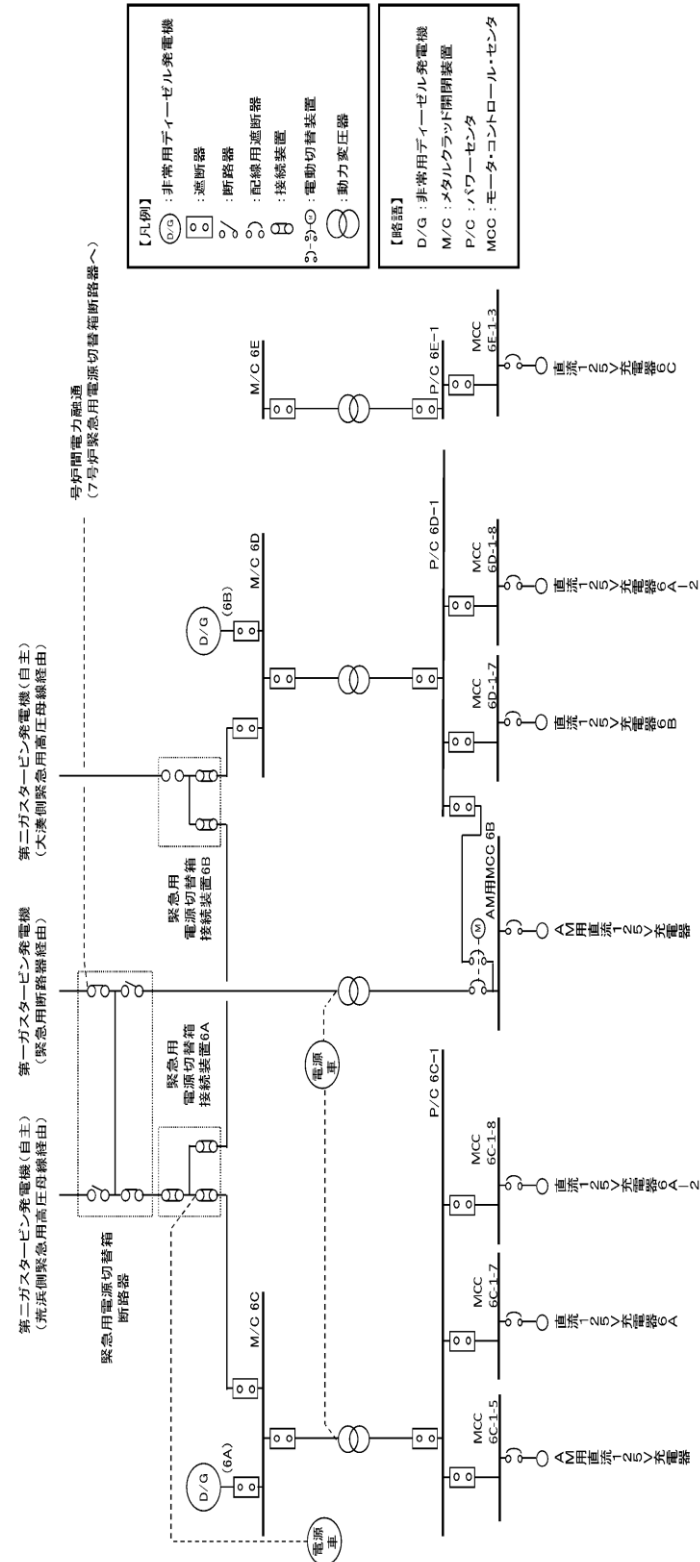 第二ガスタービン発電機(自主)
(荒浜側緊急用高圧母線経由)
第一ガスタービン発電機
(緊急用断路器経由)
第二ガスタービン発電機(自主)
(大湊側緊急用高圧母線経由)
号炉間電力融通
(7号炉緊急用電源切替箱断路器へ)
緊急用電源切替箱
断路器
緊急用
電源切替箱
接続装置6A
緊急用
電源切替箱
接続装置6B
D/G
(6A)
M/C 6C
D/G
(6B)
M/C 6D
M/C 6E
電源
車
電源
車
P/C 6C-1
P/C 6D-1
P/C 6E-1
M
AM用MCC 6B
MCC
6C-1-5
MCC
6C-1-7
MCC
6C-1-8
MCC
6D-1-7
MCC
6D-1-8
MCC
6E-1-3
AM用直流125V充電器
直流125V充電器6A
直流125V充電器6A-2
AM用直流125V充電器
直流125V充電器6B
直流125V充電器6A-2
直流125V充電器6C
【凡例】
D/G
:非常用ディーゼル発電機
:遮断器
:断路器
:配線用遮断器
:接続装置
M
:電動切替装置
:動力変圧器
【略語】
D/G :非常用ディーゼル発電機
M/C :メタルクラッド開閉装置
P/C :パワーセンタ
MCC :モータ・コントロール・センタ